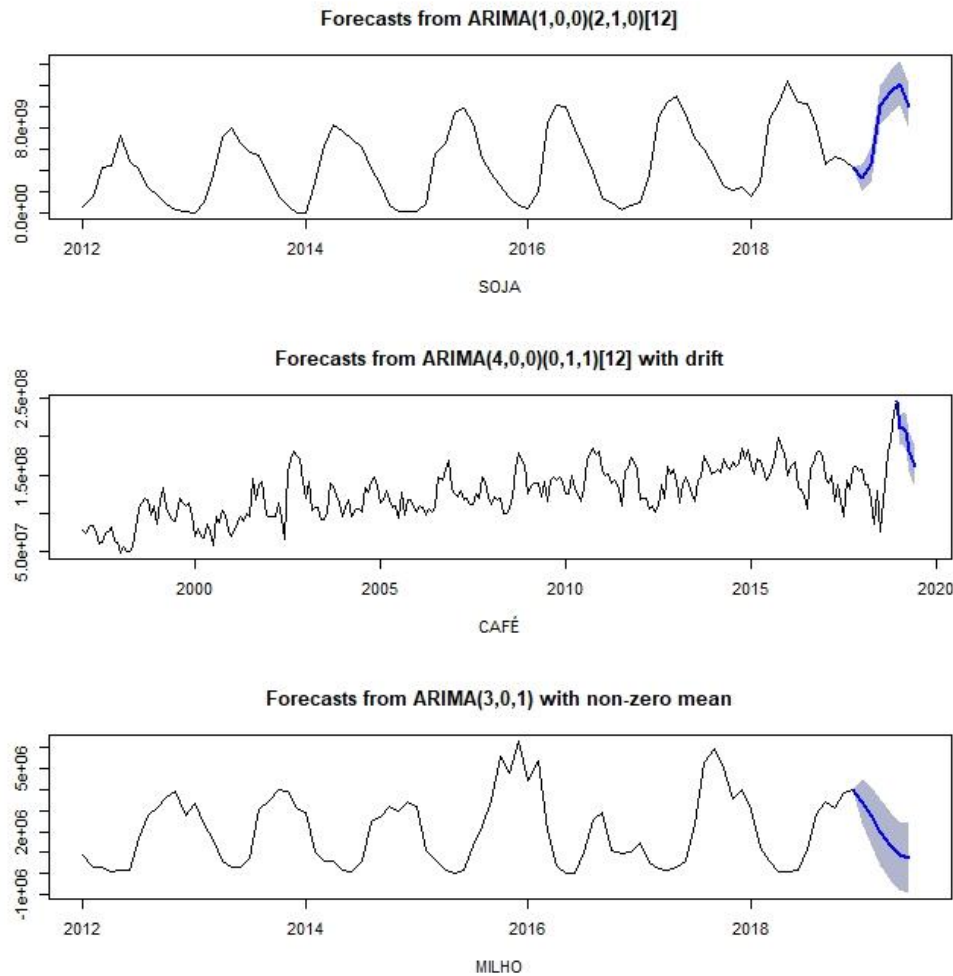 Forecasts from ARIMA(1,0,0)(2,1,0)[12]
8.0e+09
0.0e+00
2012 2014 2016 2018
SOJA
Forecasts from ARIMA(4,0,0)(0,1,1)[12] with drift
2.5e+08
1.5e+08
5.0e+07
2000 2005 2010 2015 2020
CAFÉ
Forecasts from ARIMA(3,0,1) with non-zero mean
5e+06
2e+06
-1e+06
2012 2014 2016 2018
MILHO